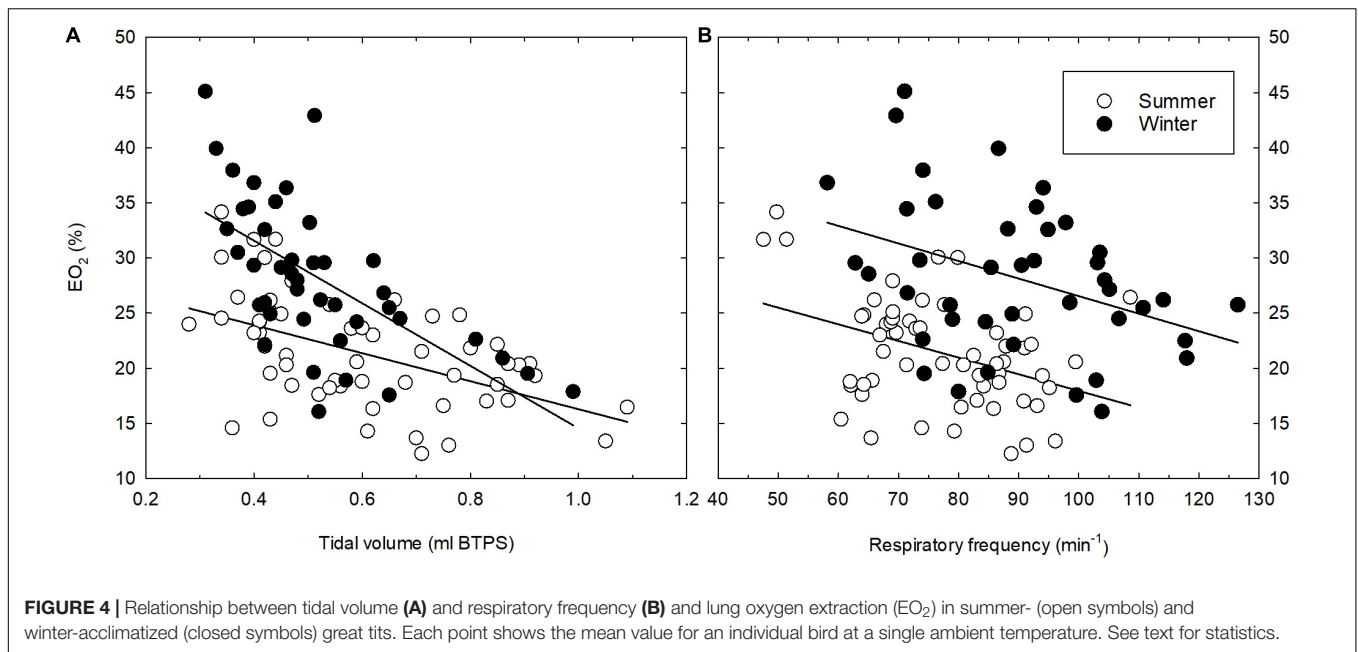 A
B
50
45
40
35
30
25
20
15
10
EO₂ (%)
0.2 0.4 0.6 0.8 1.0 1.2
Tidal volume (ml BTPS)
Summer
Winter
50
45
40
35
30
25
20
15
10
40 50 60 70 80 90 100 110 120 130
Respiratory frequency (min⁻¹)
FIGURE 4 | Relationship between tidal volume (A) and respiratory frequency (B) and lung oxygen extraction (EO₂) in summer- (open symbols) and
winter-acclimatized (closed symbols) great tits. Each point shows the mean value for an individual bird at a single ambient temperature. See text for statistics.